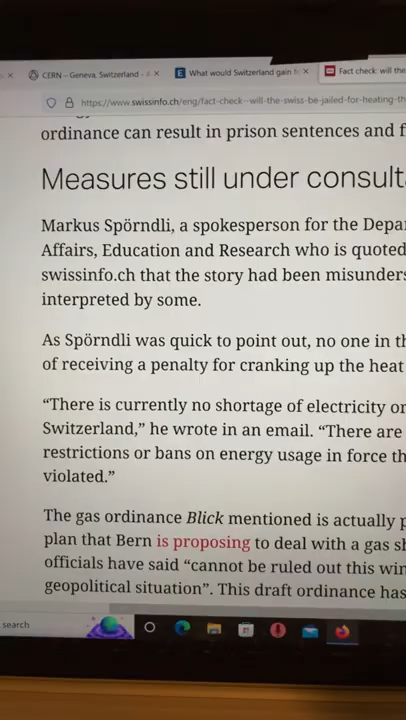 CERN – Geneva, Switzerland - A
What would Switzerland gain f
Fact check: will the
https://www.swissinfo.ch/eng/fact-check--will-the-swiss-be-jailed-for-heating-th
ordinance can result in prison sentences and f
Measures still under consult
Markus Spörndli, a spokesperson for the Depa
Affairs, Education and Research who is quoted
swissinfo.ch that the story had been misunders
interpreted by some.
As Spörndli was quick to point out, no one in th
of receiving a penalty for cranking up the heat
“There is currently no shortage of electricity or
Switzerland,” he wrote in an email. “There are
restrictions or bans on energy usage in force th
violated.”
The gas ordinance Blick mentioned is actually p
plan that Bern is proposing to deal with a gas sh
officials have said “cannot be ruled out this win
geopolitical situation”. This draft ordinance has
search